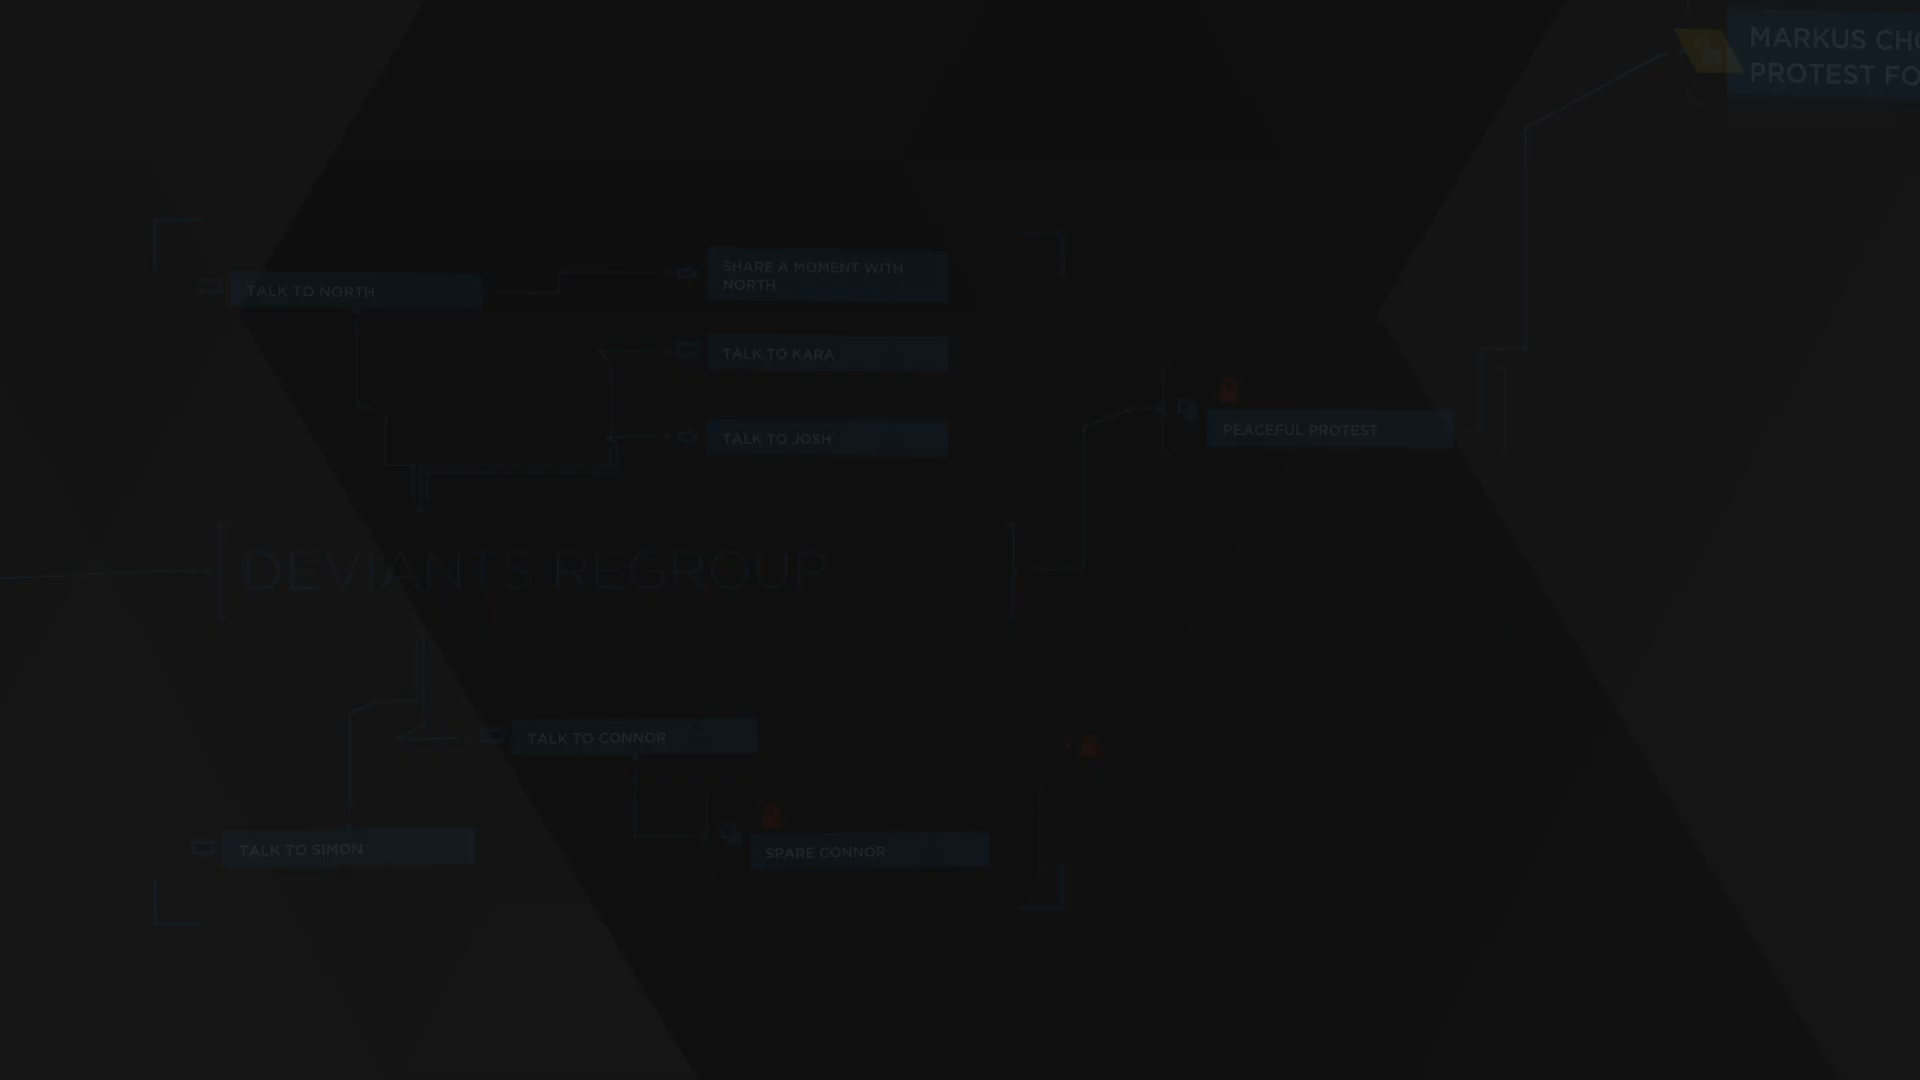 MARKUS CHO
PROTEST FO
TALK TO NORTH
SHARE A MOMENT WITH
NORTH
TALK TO KARA
TALK TO JOSH
PEACEFUL PROTEST
DEVIANTS REGROUP
TALK TO CONNOR
TALK TO SIMON
SPARE CONNOR